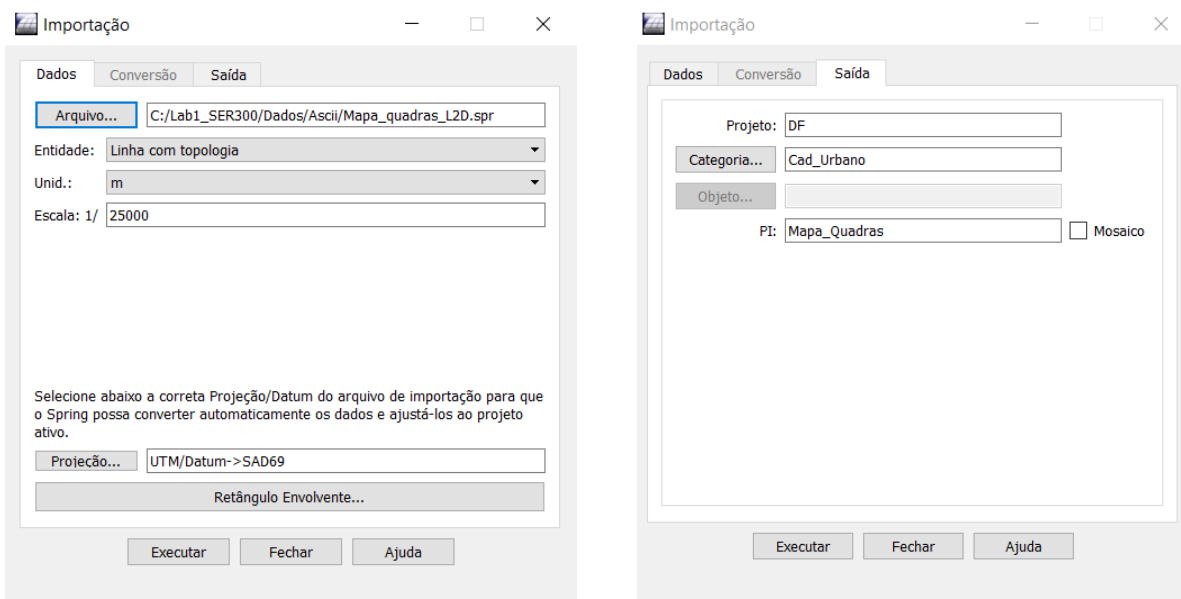 Importação
Dados Conversão Saída
Arquivo... C:/Lab1_SER300/Dados/Ascii/Mapa_quadras_L2D.spr
Entidade: Linha com topologia
Unid.: m
Escala: 1/ 25000
Selecione abaixo a correta Projeção/Datum do arquivo de importação para que
o Spring possa converter automaticamente os dados e ajustá-los ao projeto
ativo.
Projeção... UTM/Datum->SAD69
Retângulo Envolvente...
Executar Fechar Ajuda
Importação
Dados Conversão Saída
Projeto: DF
Categoria... Cad_Urbano
Objeto...
PI: Mapa_Quadras Mosaico
Executar Fechar Ajuda